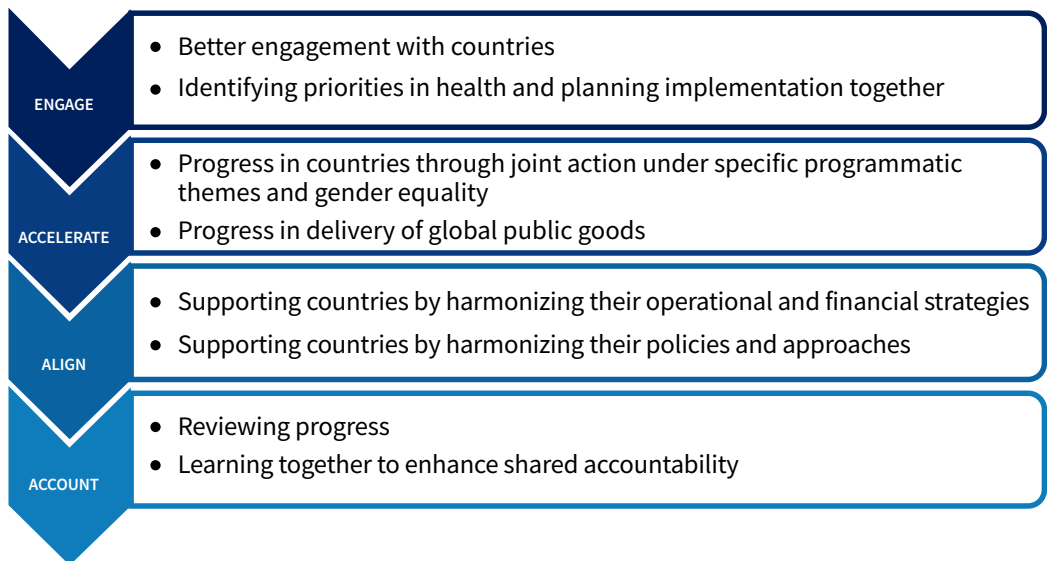 ENGAGE
• Better engagement with countries
• Identifying priorities in health and planning implementation together
ACCELERATE
• Progress in countries through joint action under specific programmatic
themes and gender equality
• Progress in delivery of global public goods
ALIGN
• Supporting countries by harmonizing their operational and financial strategies
• Supporting countries by harmonizing their policies and approaches
ACCOUNT
• Reviewing progress
• Learning together to enhance shared accountability